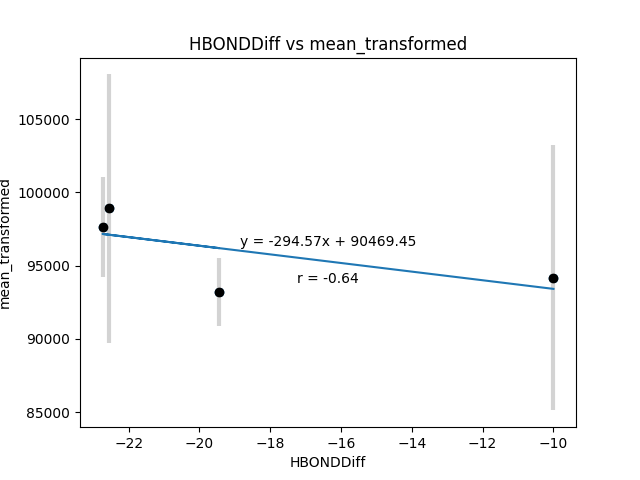 HBONDDiff vs mean_transformed
mean_transformed
105000
100000
95000
90000
85000
y = -294.57x + 90469.45
r = -0.64
−22
−20
−18
−16
−14
−12
−10
HBONDDiff